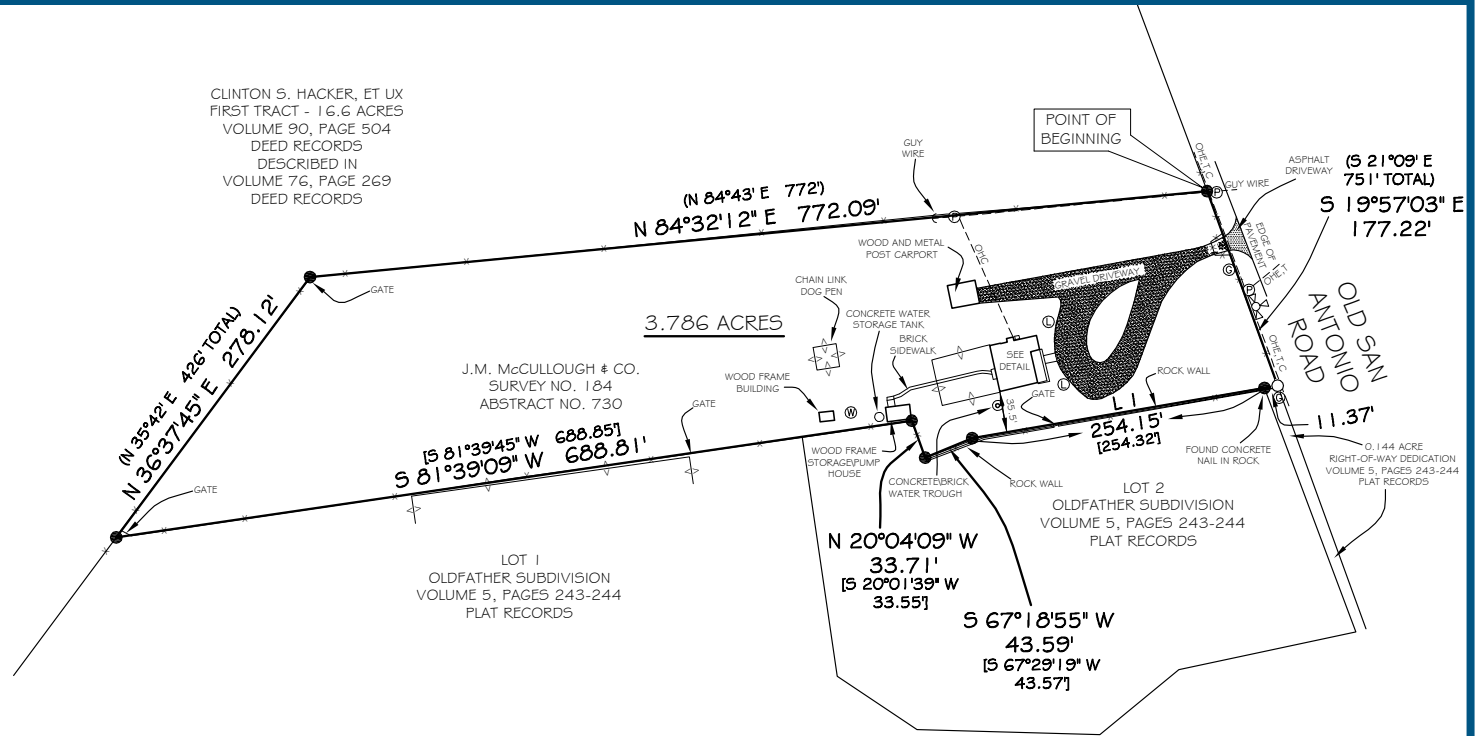 CLINTON S. HACKER, ET UX
FIRST TRACT - 16.6 ACRES
VOLUME 90, PAGE 504
DEED RECORDS
DESCRIBED IN
VOLUME 76, PAGE 269
DEED RECORDS
POINT OF
BEGINNING
GUY
WIRE
(N 84°43' E 772')
N 84°32'12" E 772.09'
P
OHE,T,C
P
GUY WIRE
ASPHALT
DRIVEWAY
(S 21°09' E
751' TOTAL)
S 19°57'03" E
177.22'
EDGE OF
PAVEMENT
OHE,T
G
P
OHE,T,C
OLD SAN
ANTONIO
ROAD
WOOD AND METAL
POST CARPORT
OHC
GRAVEL DRIVEWAY
GATE
CHAIN LINK
DOG PEN
3.786 ACRES
CONCRETE WATER
STORAGE TANK
BRICK
SIDEWALK
L
SEE
DETAIL
L
(N 35°42' E 426' TOTAL)
N 36°37'45" E 278.12'
J.M. McCULLOUGH & CO.
SURVEY NO. 184
ABSTRACT NO. 730
WOOD FRAME
BUILDING
W
GATE
ROCK WALL
GATE
35.5'
L1
254.15'
[254.32']
G
11.37'
[S 81°39'45" W 688.85']
S 81°39'09" W 688.81'
WOOD FRAME
STORAGE/PUMP
HOUSE
CONCRETE/BRICK
WATER TROUGH
ROCK WALL
FOUND CONCRETE
NAIL IN ROCK
0.144 ACRE
RIGHT-OF-WAY DEDICATION
VOLUME 5, PAGES 243-244
PLAT RECORDS
GATE
LOT 2
OLDFATHER SUBDIVISION
VOLUME 5, PAGES 243-244
PLAT RECORDS
N 20°04'09" W
33.71'
[S 20°01'39" W
33.55']
LOT 1
OLDFATHER SUBDIVISION
VOLUME 5, PAGES 243-244
PLAT RECORDS
S 67°18'55" W
43.59'
[S 67°29'19" W
43.57']